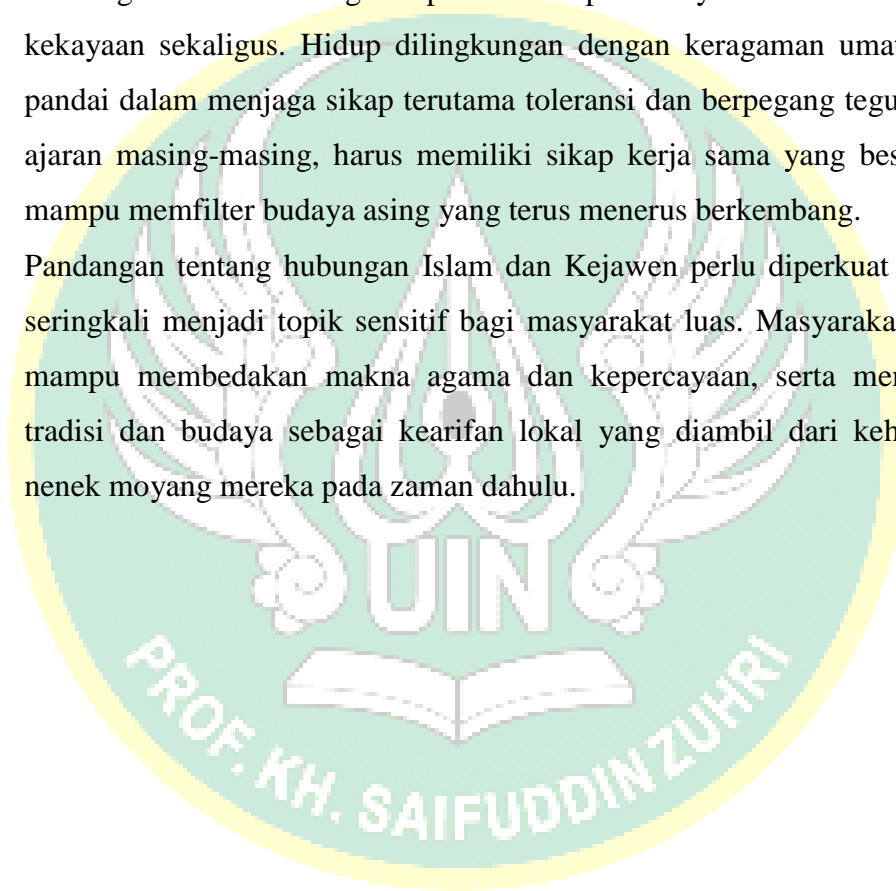 kekayaan sekaligus. Hidup dilingkungan dengan keragaman uma
pandai dalam menjaga sikap terutama toleransi dan berpegang tegu
ajaran masing-masing, harus memiliki sikap kerja sama yang bes
mampu memfilter budaya asing yang terus menerus berkembang.
Pandangan tentang hubungan Islam dan Kejawen perlu diperkuat
seringkali menjadi topik sensitif bagi masyarakat luas. Masyaraka
mampu membedakan makna agama dan kepercayaan, serta mer
tradisi dan budaya sebagai kearifan lokal yang diambil dari keh
nenek moyang mereka pada zaman dahulu.
UIN
PROF. KH. SAIFUDDIN ZUHRI